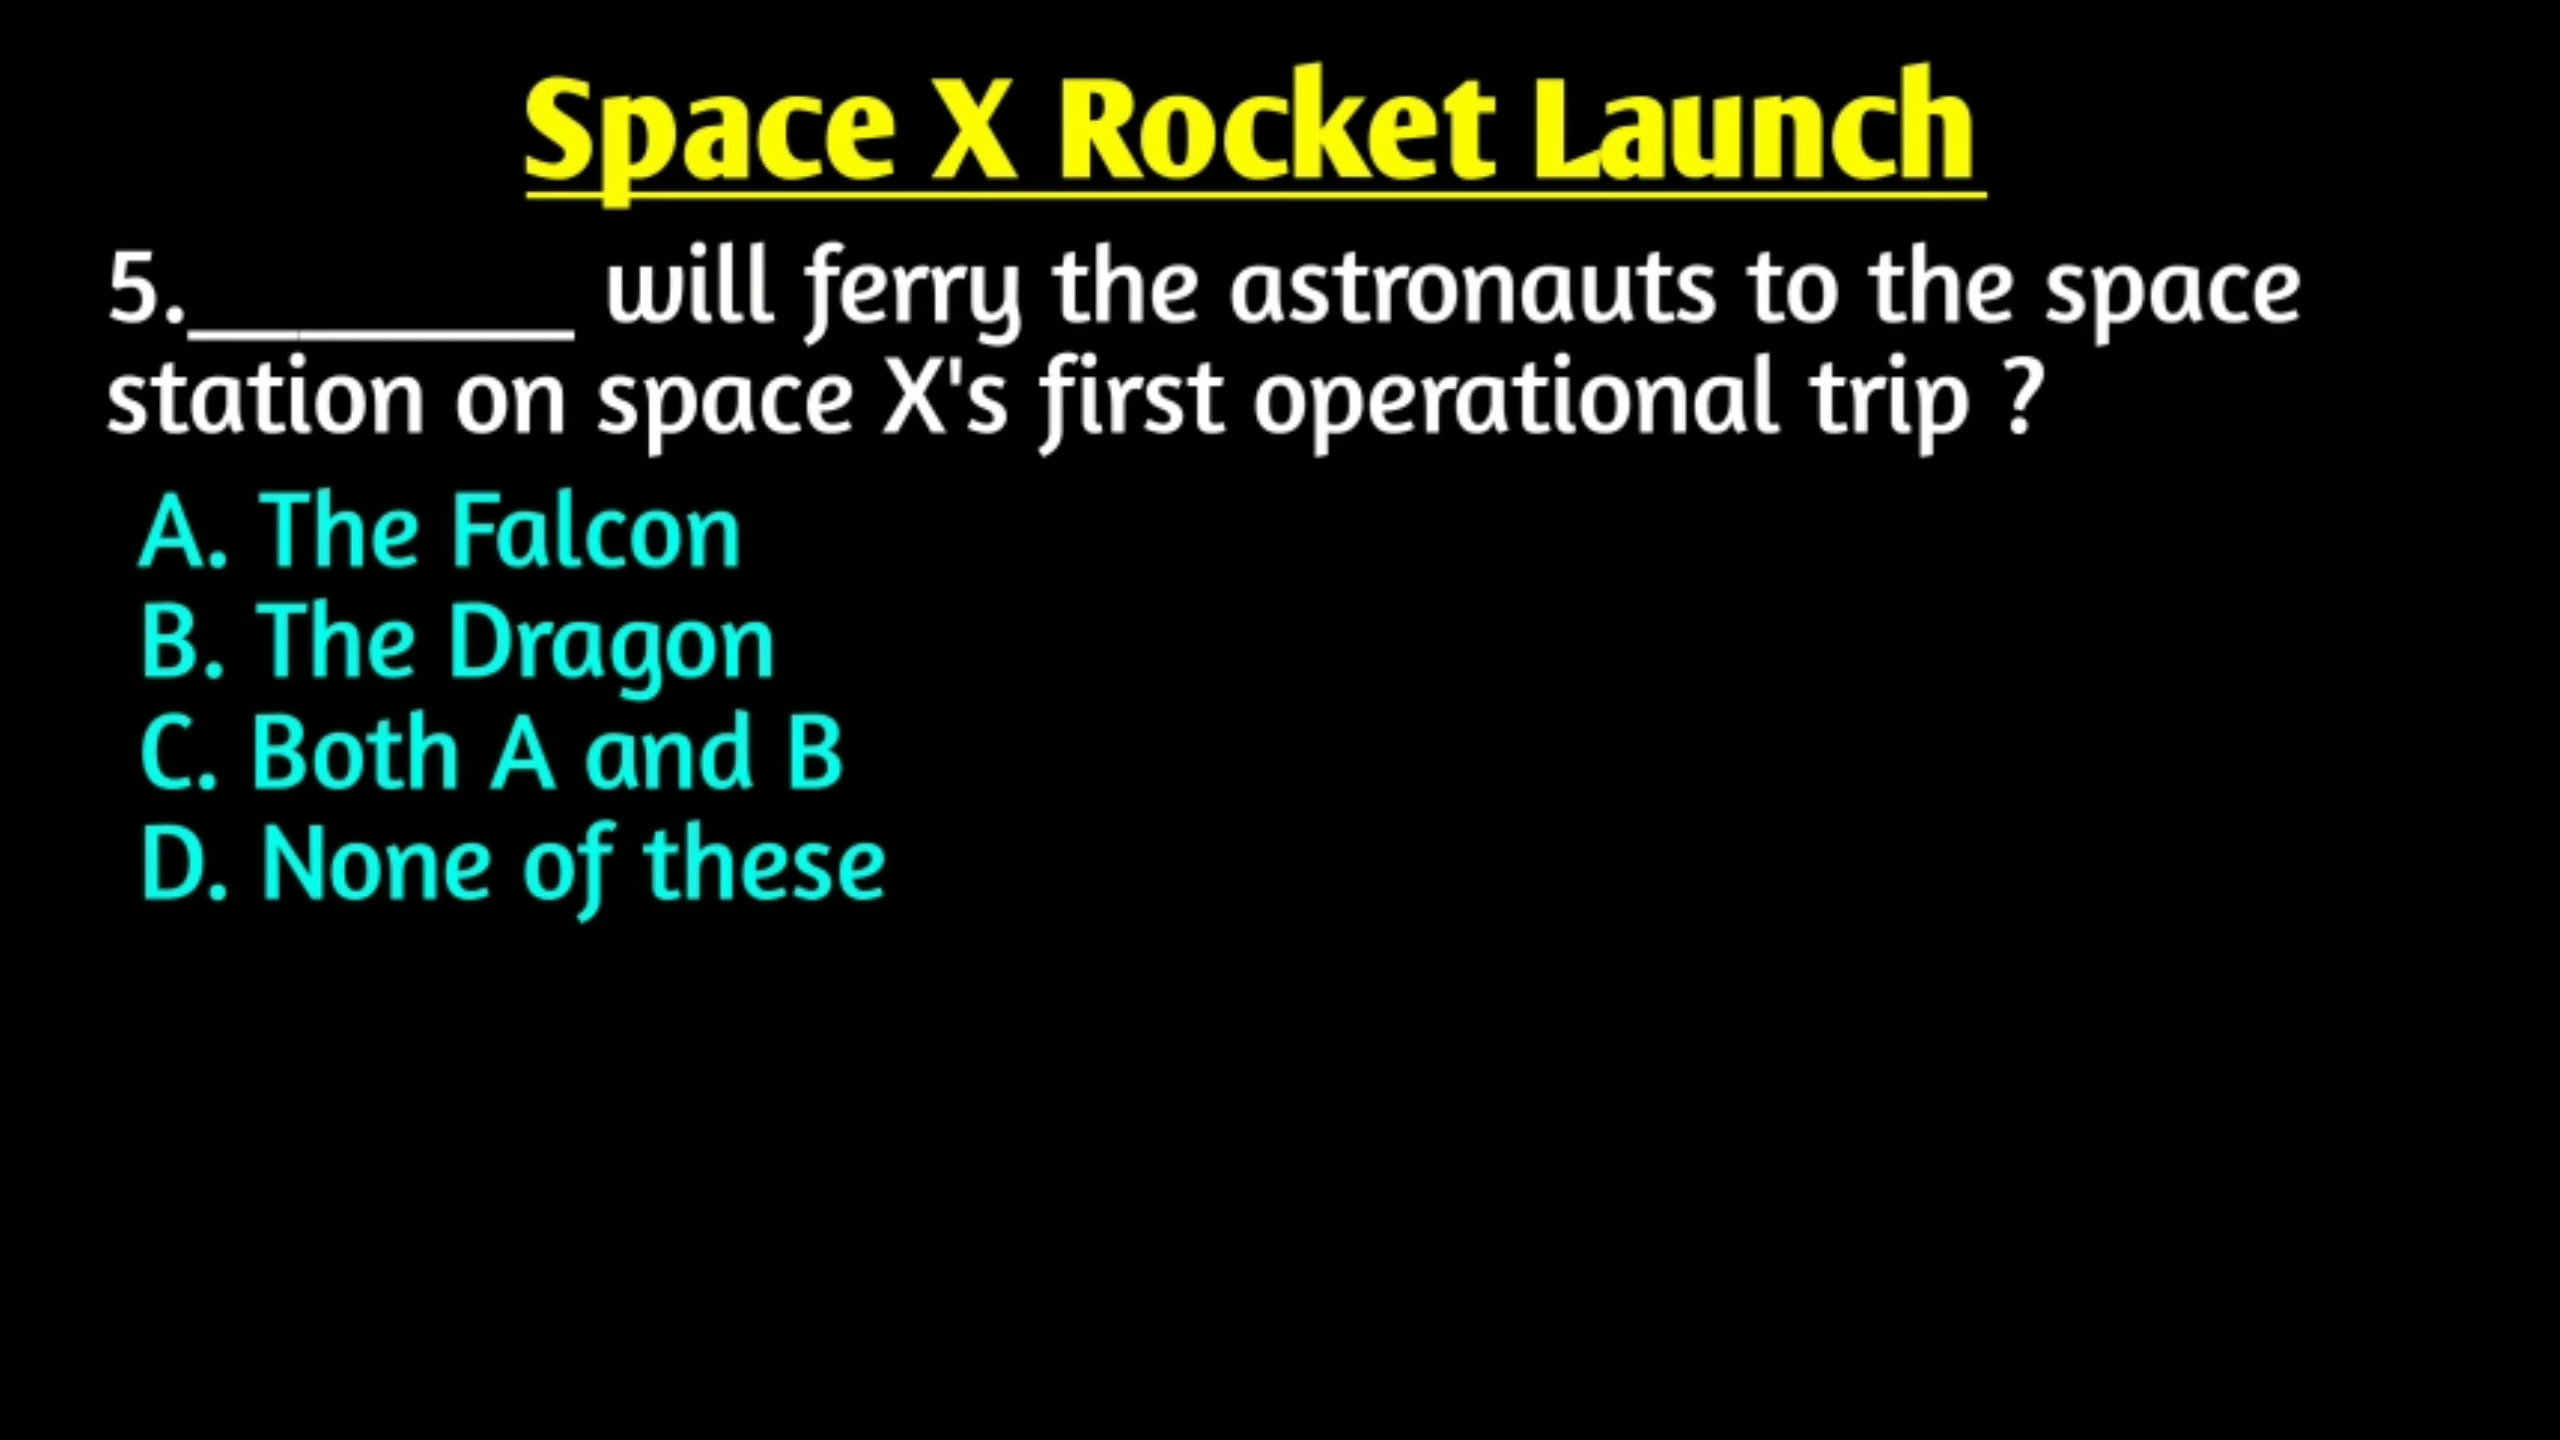 Space X Rocket Launch
5._______ will ferry the astronauts to the space
station on space X's first operational trip ?
A. The Falcon
B. The Dragon
C. Both A and B
D. None of these